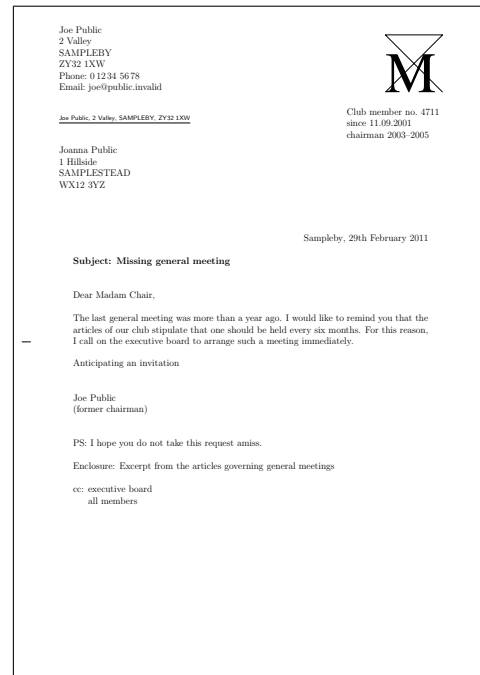 Joe Public
2 Valley
SAMPLEBY
ZY32 1XW
Phone: 0 12 34 56 78
Email: joe@public.invalid
M
Club member no. 4711
since 11.09.2001
chairman 2003–2005
Joe Public, 2 Valley, SAMPLEBY, ZY32 1XW
Joanna Public
1 Hillside
SAMPLESTEAD
WX12 3YZ
Sampleby, 29th February 2011
Subject: Missing general meeting
Dear Madam Chair,
The last general meeting was more than a year ago. I would like to remind you that the
articles of our club stipulate that one should be held every six months. For this reason,
I call on the executive board to arrange such a meeting immediately.
Anticipating an invitation
Joe Public
(former chairman)
PS: I hope you do not take this request amiss.
Enclosure: Excerpt from the articles governing general meetings
cc: executive board
all members